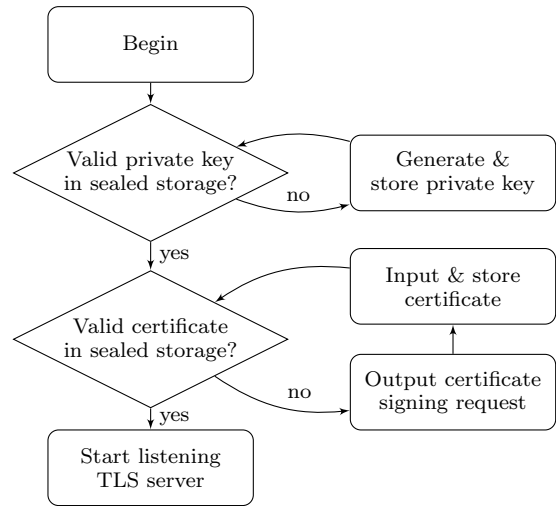 Begin
Valid private key
in sealed storage?
Generate &
store private key
no
yes
Valid certificate
in sealed storage?
Input & store
certificate
no
Output certificate
signing request
yes
Start listening
TLS server